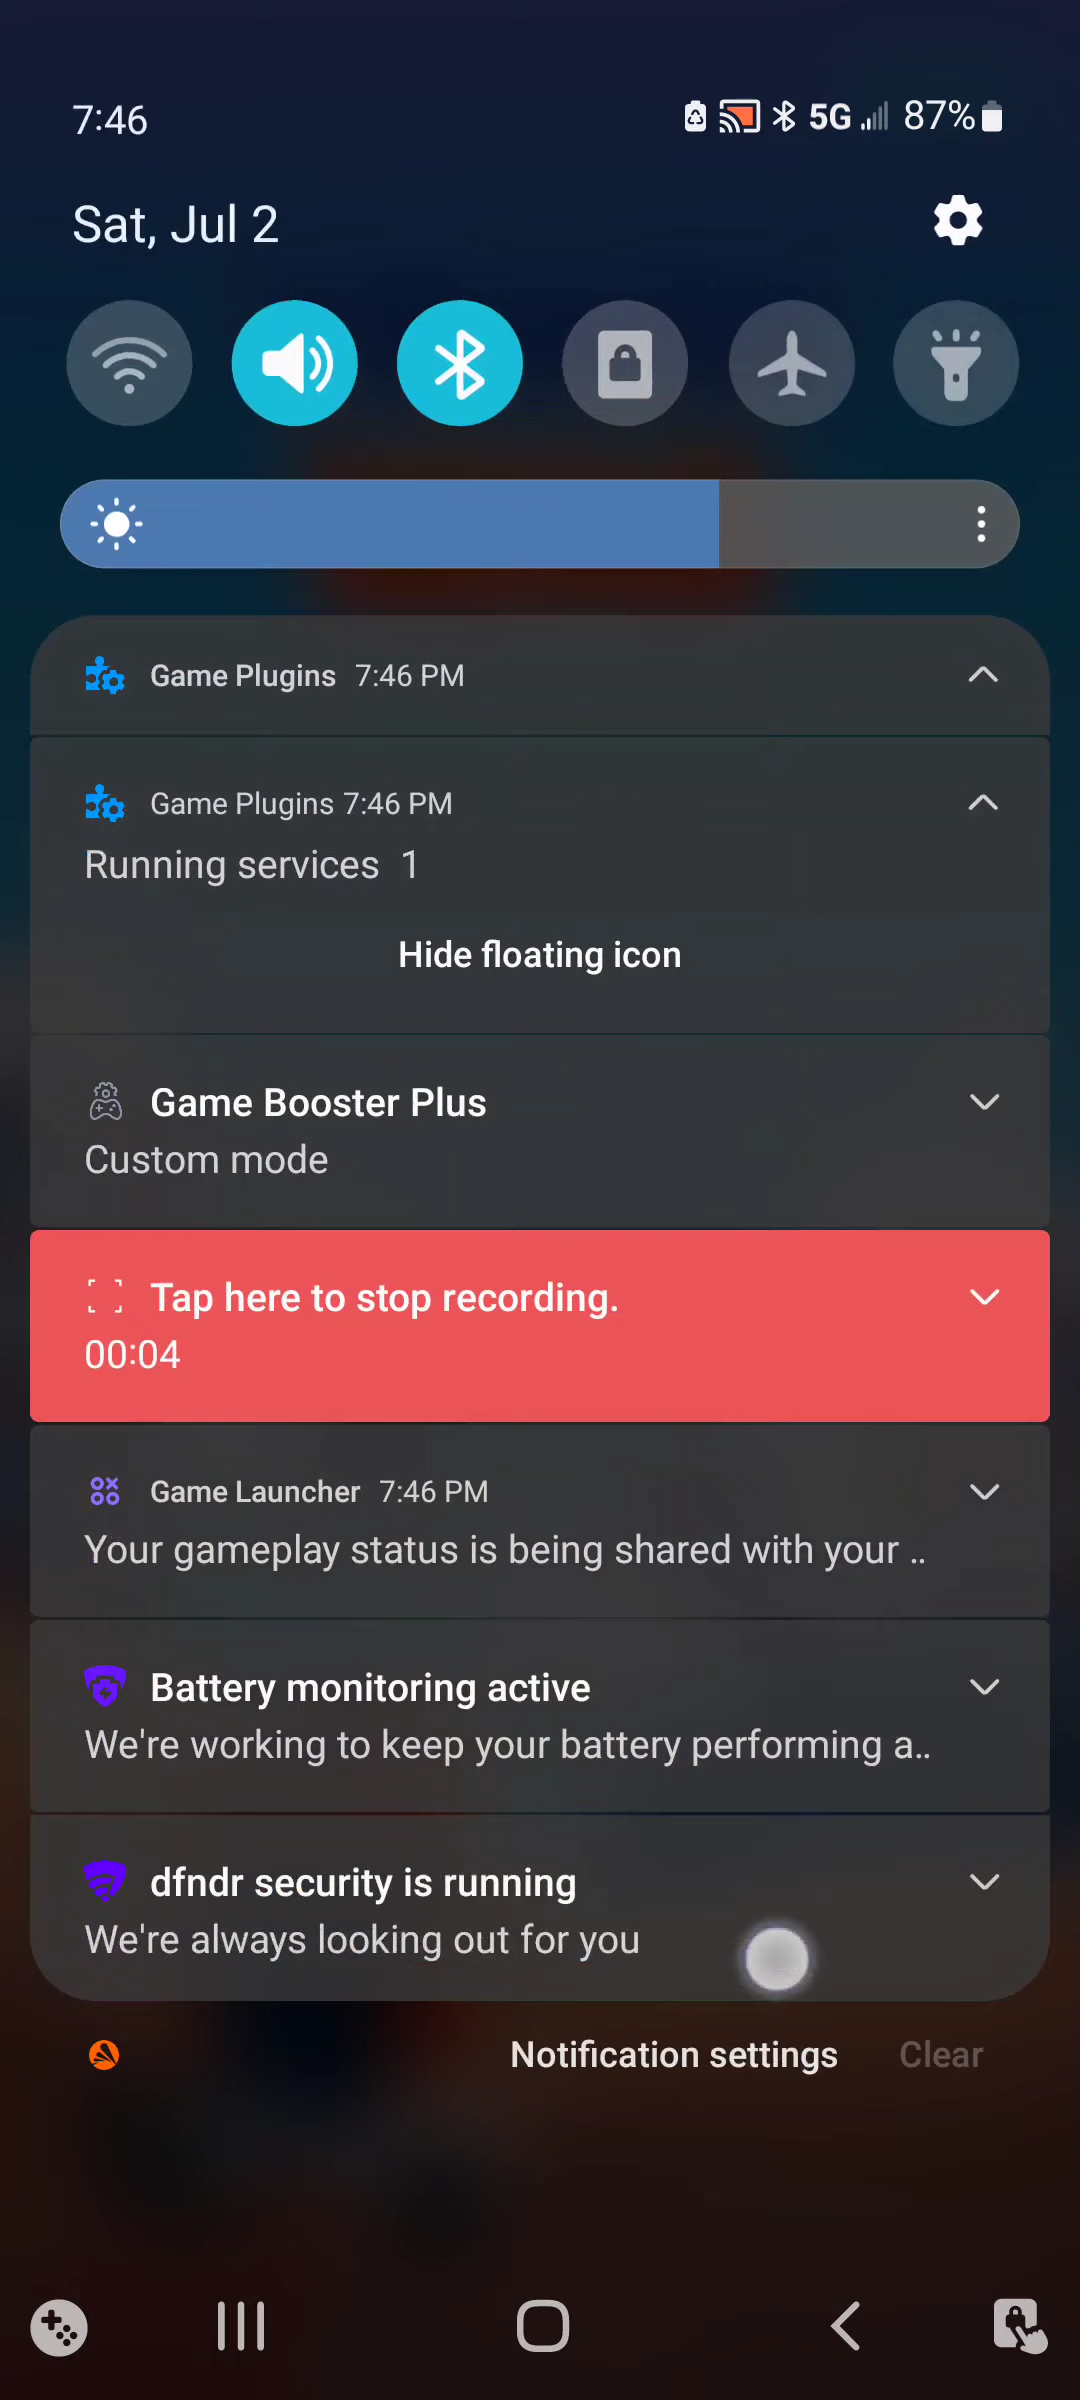 7:46
5G 87%
Sat, Jul 2
Game Plugins 7:46 PM
Game Plugins 7:46 PM
Running services 1
Hide floating icon
Game Booster Plus
Custom mode
Tap here to stop recording.
00:04
Game Launcher 7:46 PM
Your gameplay status is being shared with your ..
Battery monitoring active
We're working to keep your battery performing a..
dfndr security is running
We're always looking out for you
Notification settings Clear